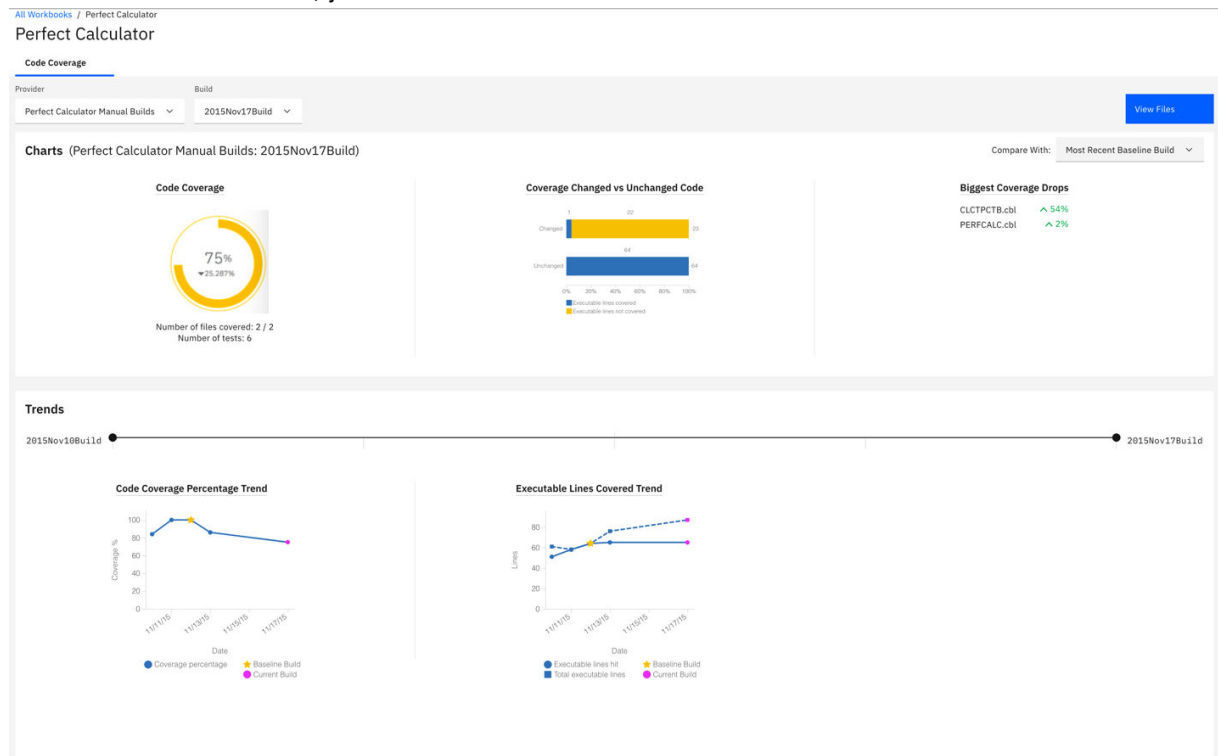 All Workbooks / Perfect Calculator
Perfect Calculator
Code Coverage
Provider
Build
Perfect Calculator Manual Builds
2015Nov17Build
View Files
Charts (Perfect Calculator Manual Builds: 2015Nov17Build)
Compare With: Most Recent Baseline Build
Code Coverage
75%
▼25.287%
Number of files covered: 2 / 2
Number of tests: 6
Coverage Changed vs Unchanged Code
1 22
Changed 23
64
Unchanged 64
0% 20% 40% 60% 80% 100%
Executable lines covered
Executable lines not covered
Biggest Coverage Drops
CLCTPCTB.cbl 54%
PERFCALC.cbl 2%
Trends
2015Nov10Build
2015Nov17Build
Code Coverage Percentage Trend
Coverage %
100
80
60
40
20
0
11/11/15 11/13/15 11/15/15 11/17/15
Date
Coverage percentage
Baseline Build
Current Build
Executable Lines Covered Trend
Lines
80
60
40
20
0
11/11/15 11/13/15 11/15/15 11/17/15
Date
Executable lines hit
Baseline Build
Total executable lines
Current Build